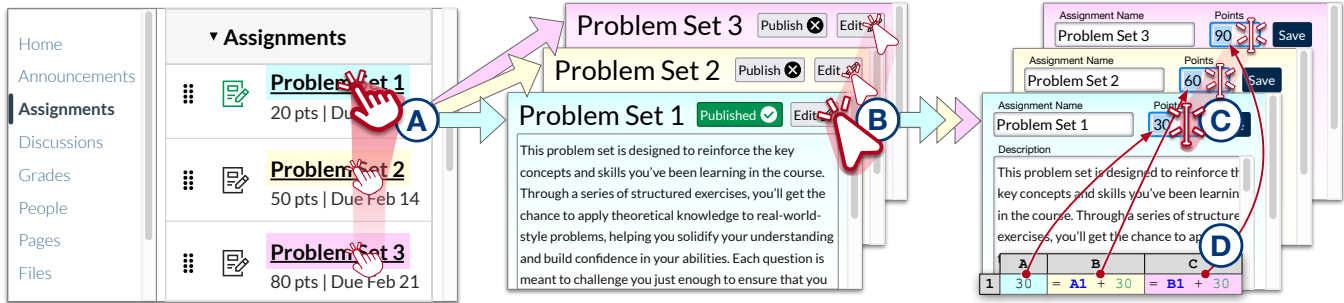 Home
Announcements
Assignments
Discussions
Grades
People
Pages
Files
Assignments
Problem Set 1
20 pts | Du
Problem Set 2
50 pts | Due Feb 14
Problem Set 3
80 pts | Due Feb 21
A
Problem Set 3 Publish Edit
Problem Set 2 Publish Edit
Problem Set 1 Published Edit
B
This problem set is designed to reinforce the key
concepts and skills you've been learning in the course.
Through a series of structured exercises, you'll get the
chance to apply theoretical knowledge to real-world-
style problems, helping you solidify your understanding
and build confidence in your abilities. Each question is
meant to challenge you just enough to ensure that you
Assignment Name Points
Problem Set 3 90 Save
Assignment Name Points
Problem Set 2 60 Save
Assignment Name Points
Problem Set 1 30
C
Description
This problem set is designed to reinforce th
key concepts and skills you've been learnin
in the course. Through a series of structure
exercises, you'll get the chance to ap
D
A B C
1 30 = A1 + 30 = B1 + 30